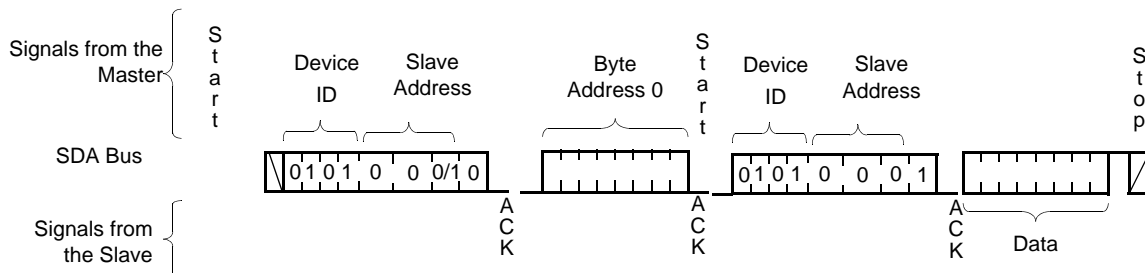 Signals from the
Master
Start
Device
ID
Slave
Address
Byte
Address 0
Start
Device
ID
Slave
Address
Stop
SDA Bus
0 1 0 1 0 0 0/1 0
0 1 0 1 0 0 0 1
ACK
ACK
ACK
Signals from
the Slave
Data